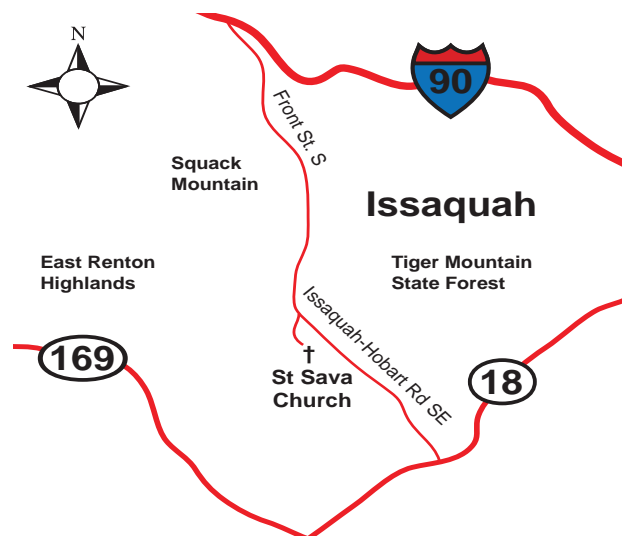 N
90
Front St. S
Squack
Mountain
Issaquah
East Renton
Highlands
Tiger Mountain
State Forest
Issaquah-Hobart Rd SE
169
†
St Sava
Church
18